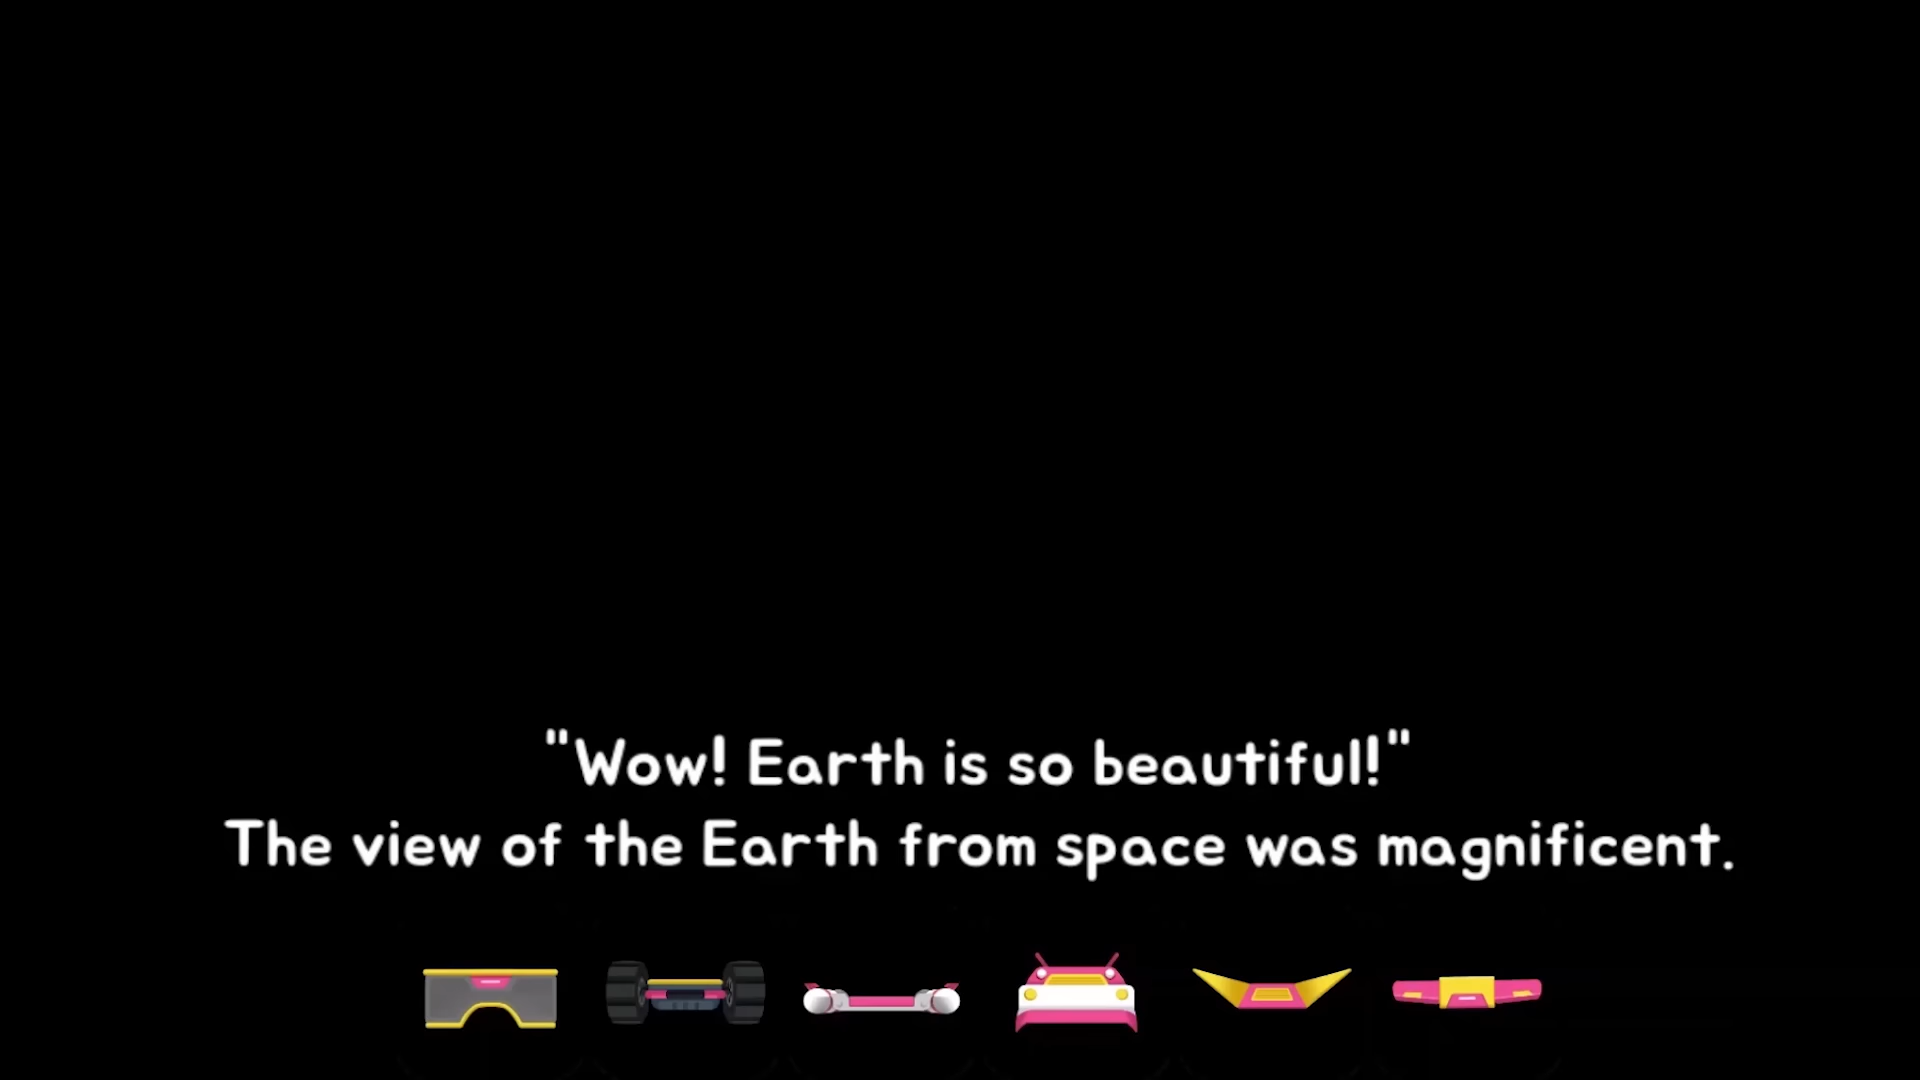 "Wow! Earth is so beautiful!"
The view of the Earth from space was magnificent.